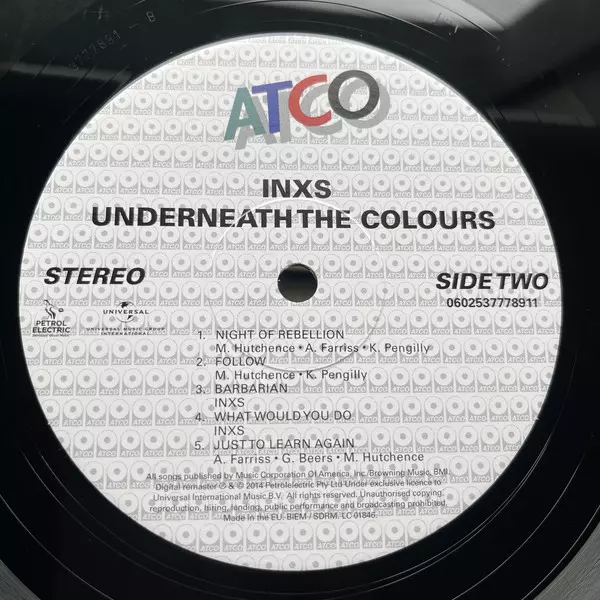 ATCO
INXS
UNDERNEATH THE COLOURS
STEREO
SIDE TWO
0602537778911
PETROL
ELECTRIC
UNIVERSAL
UNIVERSAL MUSIC GROUP
INTERNATIONAL
1. NIGHT OF REBELLION
M. Hutchence • A. Farriss • K. Pengilly
2. FOLLOW
M. Hutchence • K. Pengilly
3. BARBARIAN
INXS
4. WHAT WOULD YOU DO
INXS
5. JUST TO LEARN AGAIN
A. Farriss • G. Beers • M. Hutchence
All songs published by Music Corporation Of America, Inc./Browning Music, BMI.
Digital remaster ℗ & © 2014 Petrolelectric Pty Ltd Under exclusive licence to
Universal International Music B.V. All rights reserved. Unauthorised copying,
reproduction, hiring, lending, public performance and broadcasting prohibited.
Made in the EU. BIEM / SDRM. LC 01846.